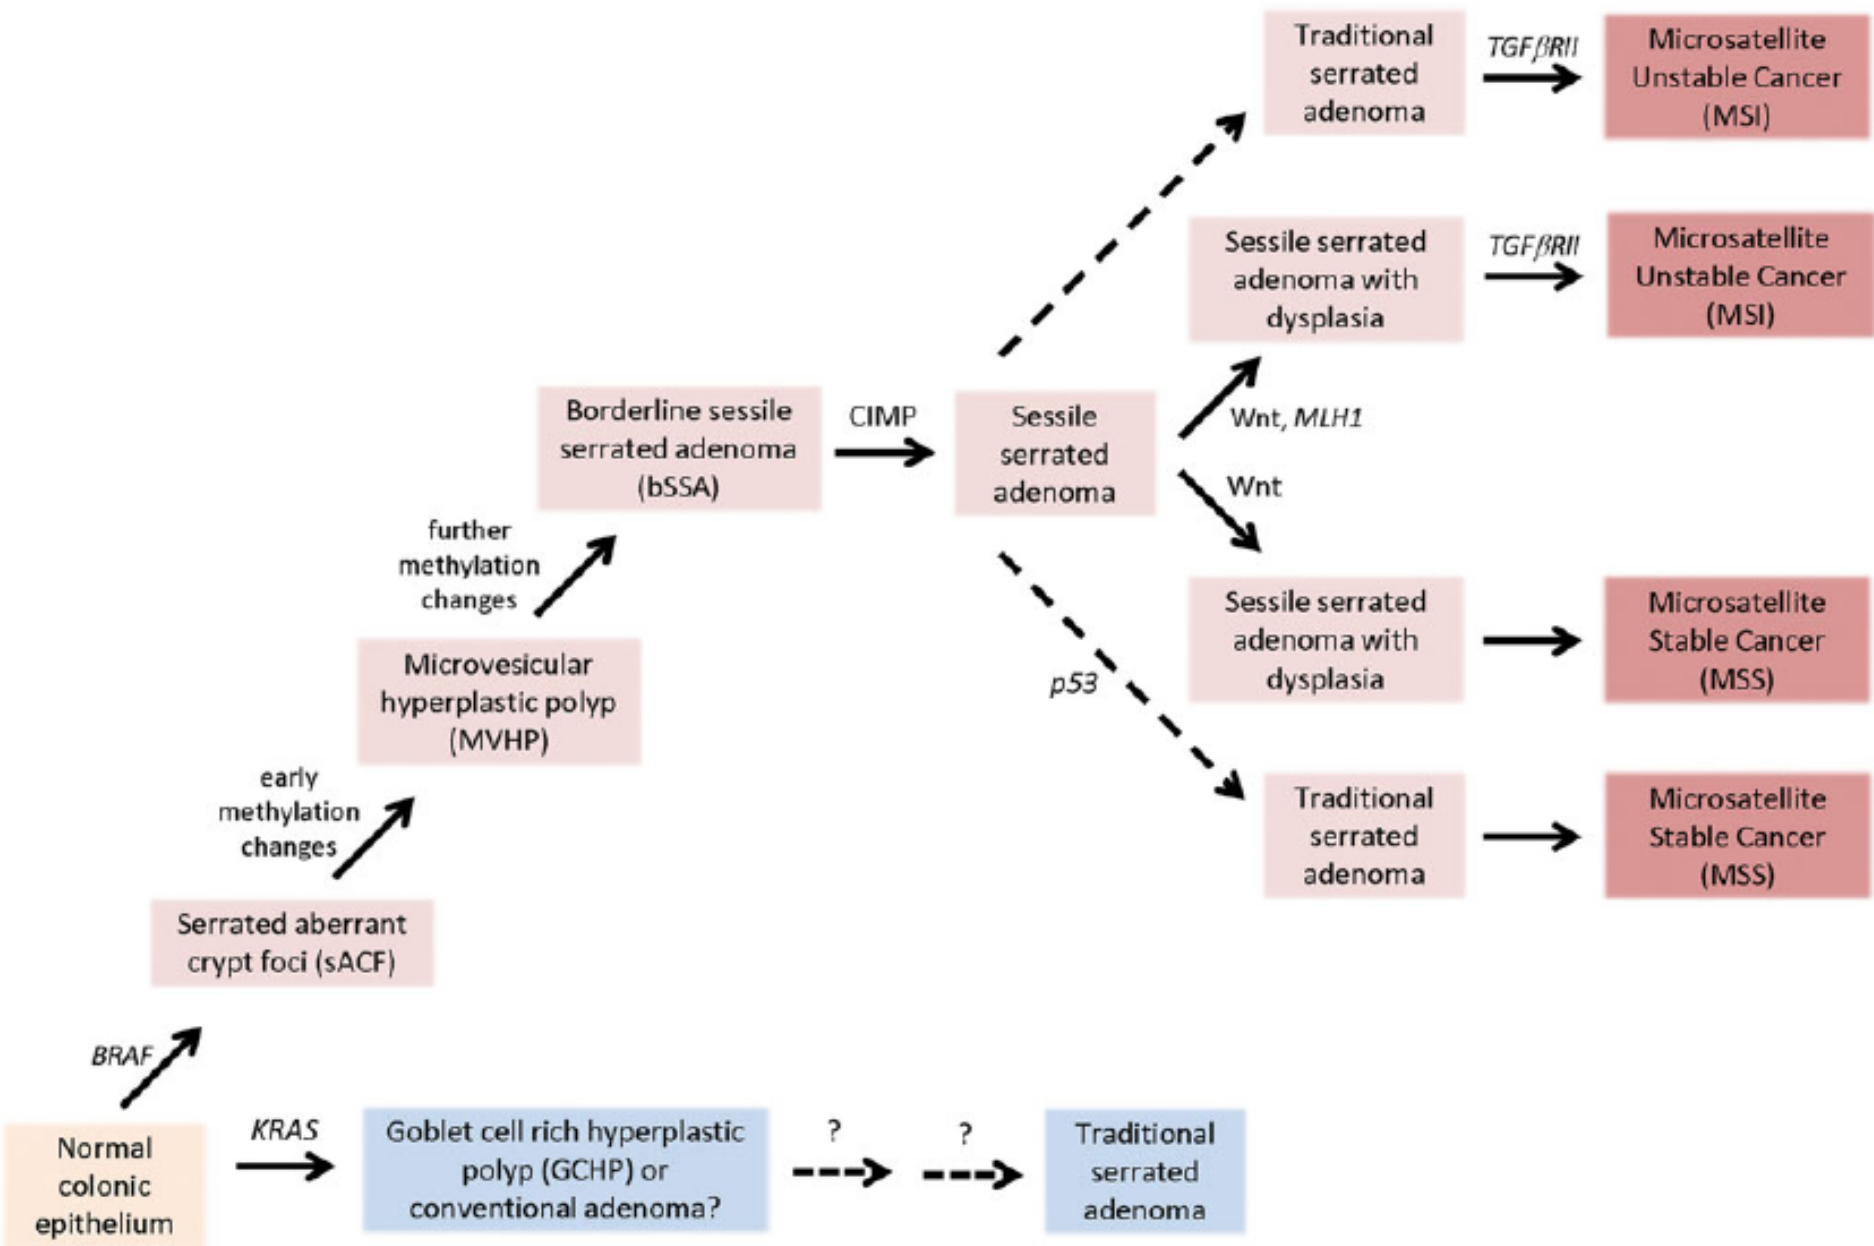 Traditional
serrated
adenoma
TGFβRII
Microsatellite
Unstable Cancer
(MSI)
Sessile serrated
adenoma with
dysplasia
TGFβRII
Microsatellite
Unstable Cancer
(MSI)
Borderline sessile
serrated adenoma
(bSSA)
CIMP
Sessile
serrated
adenoma
Wnt, MLH1
Wnt
further
methylation
changes
Sessile serrated
adenoma with
dysplasia
Microsatellite
Stable Cancer
(MSS)
Microvesicular
hyperplastic polyp
(MVHP)
p53
early
methylation
changes
Traditional
serrated
adenoma
Microsatellite
Stable Cancer
(MSS)
Serrated aberrant
crypt foci (sACF)
BRAF
Normal
colonic
epithelium
KRAS
Goblet cell rich hyperplastic
polyp (GCHP) or
conventional adenoma?
?
?
Traditional
serrated
adenoma